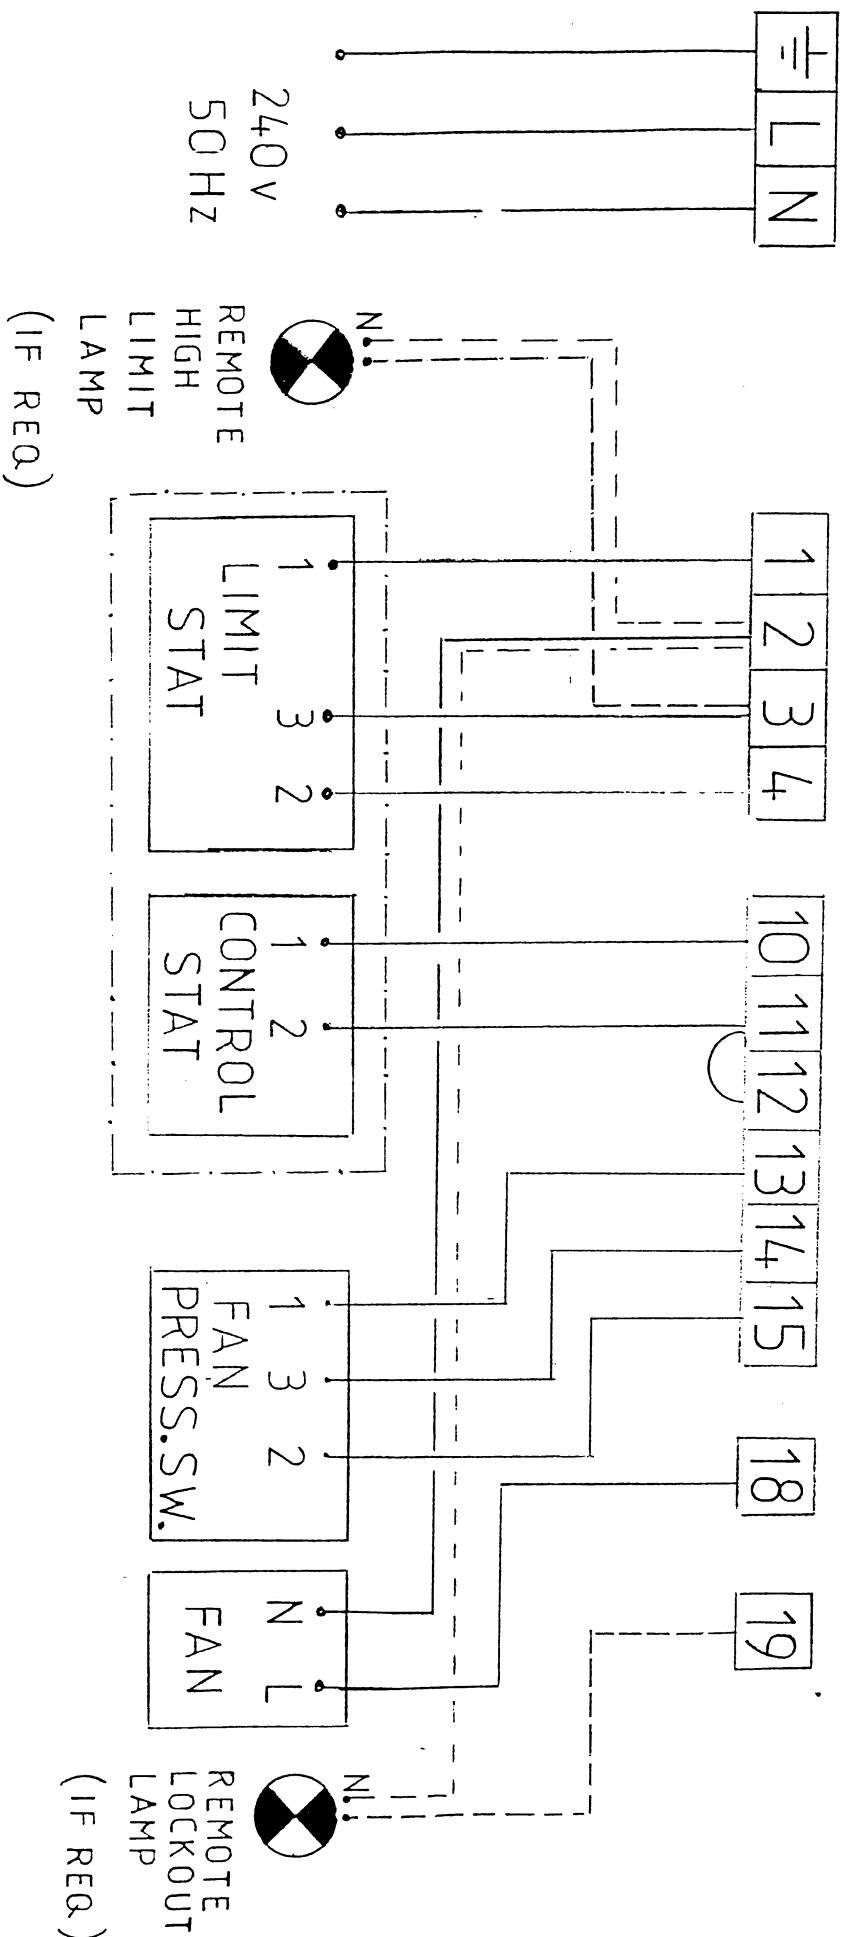 L N
1 2 3 4
10 11 12 13 14 15
18
19
240v
50Hz
N
REMOTE
HIGH
LIMIT
LAMP
(IF REQ)
1 3 2
LIMIT
STAT
1 2
CONTROL
STAT
1 3 2
FAN
PRESS.SW.
N L
FAN
N
REMOTE
LOCKOUT
LAMP
(IF REQ)